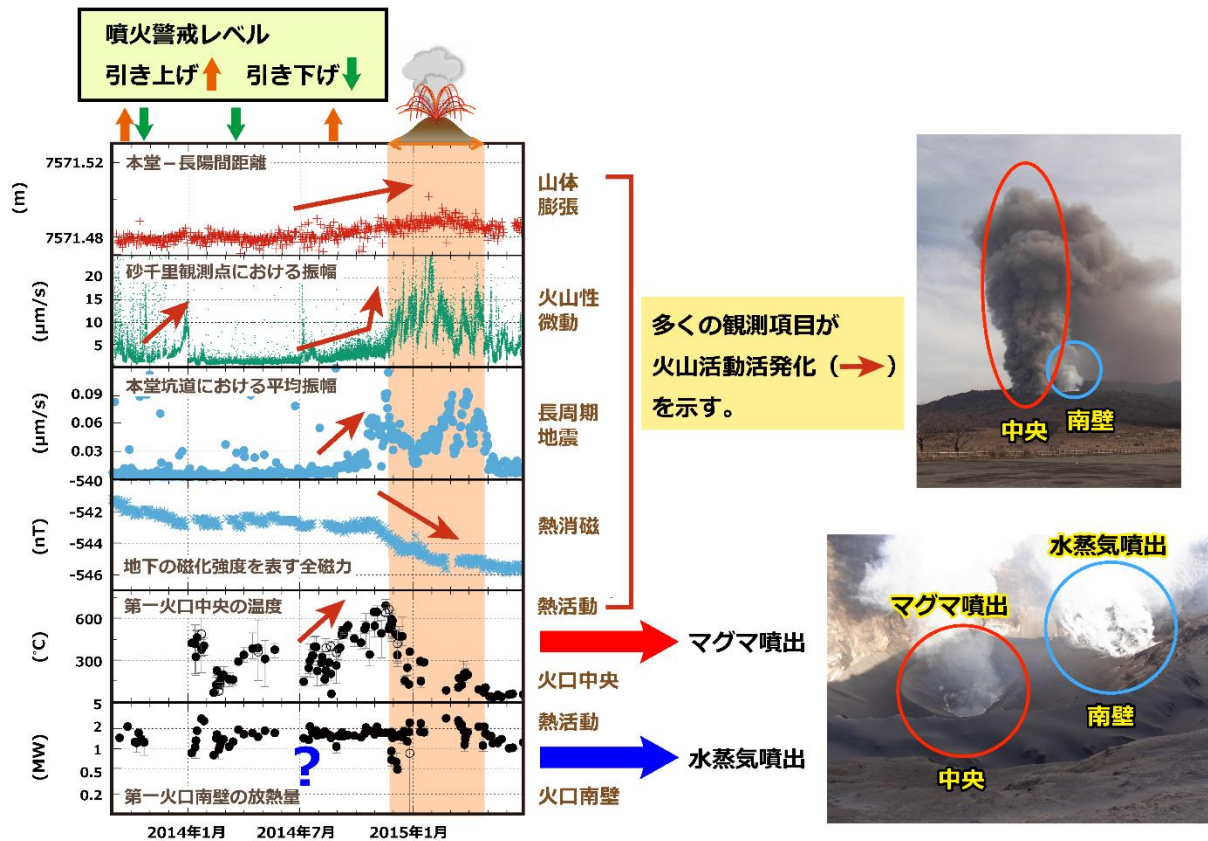 噴火警戒レベル
引き上げ 引き下げ
7571.52
本堂－長陽間距離
(m)
7571.48
山体
膨張
20
砂千里観測点における振幅
15
(μm/s)
10
5
火山性
微動
本堂坑道における平均振幅
0.09
(μm/s)
0.06
0.03
長周期
地震
-540
-542
(nT)
-544
-546
地下の磁化強度を表す全磁力
熱消磁
第一火口中央の温度
600
(℃)
300
熱活動
火口中央
5
2
(MW)
1
0.5
0.2
?
第一火口南壁の放熱量
熱活動
火口南壁
2014年1月 2014年7月 2015年1月
マグマ噴出
水蒸気噴出
多くの観測項目が
火山活動活発化（ ）
を示す。
中央
南壁
水蒸気噴出
マグマ噴出
南壁
中央